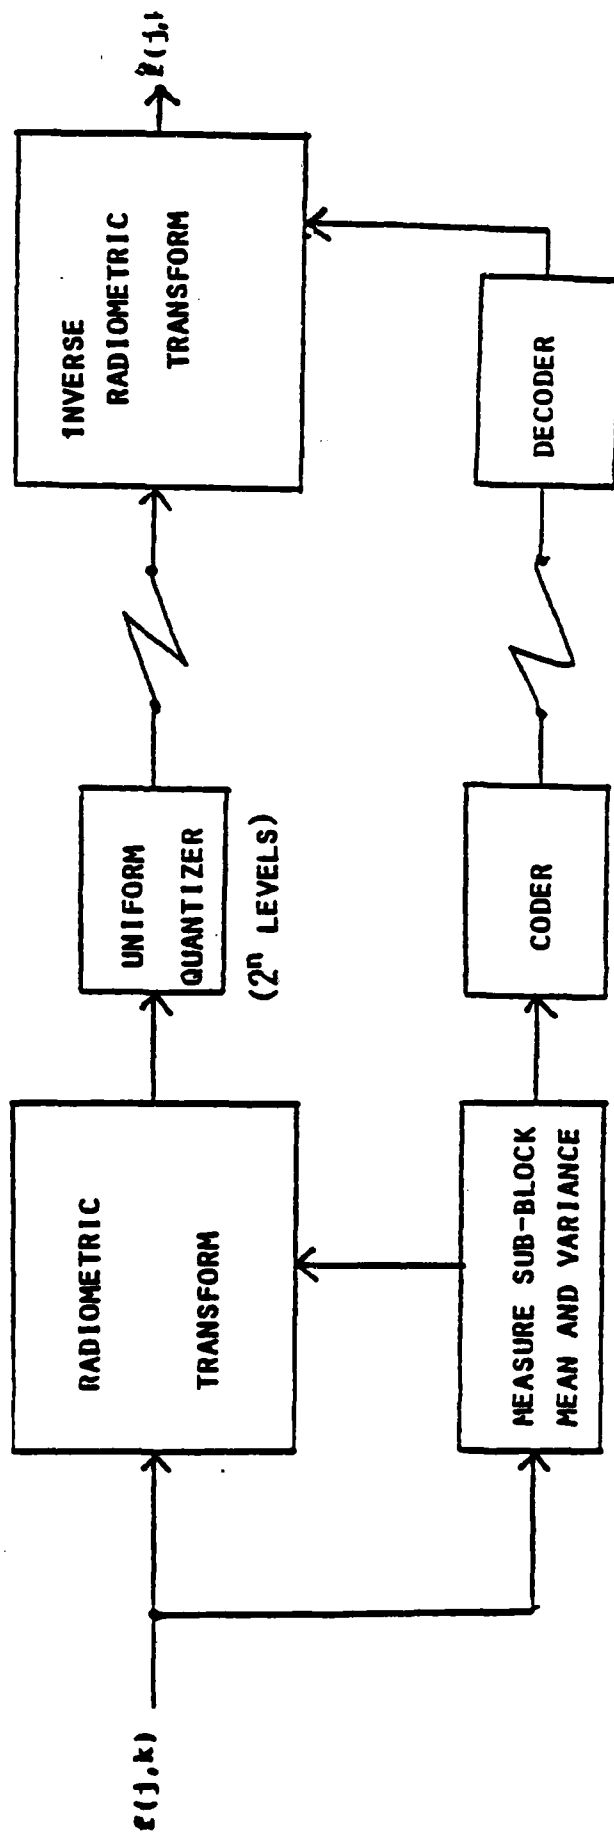 (j,k)
RADIOMETRIC
TRANSFORM
MEASURE SUB-BLOCK
MEAN AND VARIANCE
UNIFORM
QUANTIZER
(2ⁿ LEVELS)
CODER
INVERSE
RADIOMETRIC
TRANSFORM
DECODER
(j,